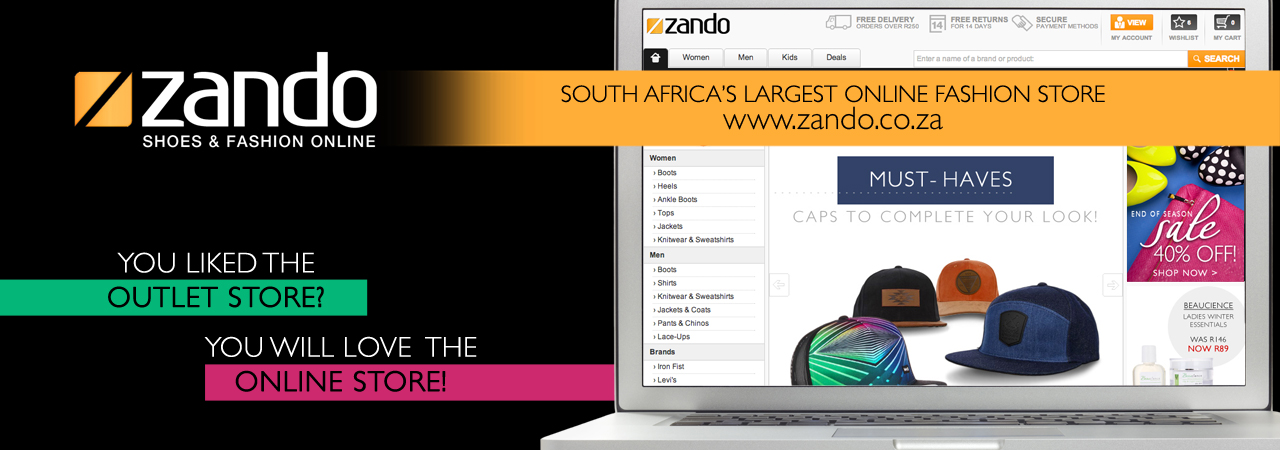 zando
SHOES & FASHION ONLINE
YOU LIKED THE
OUTLET STORE?
YOU WILL LOVE THE
ONLINE STORE!
SOUTH AFRICA'S LARGEST ONLINE FASHION STORE
www.zando.co.za
zando
FREE DELIVERY
ORDERS OVER R250
14
FREE RETURNS
FOR 14 DAYS
SECURE
PAYMENT METHODS
VIEW
MY ACCOUNT
6
WISHLIST
0
MY CART
Women
Men
Kids
Deals
Enter a name of a brand or product:
SEARCH
Women
› Boots
› Heels
› Ankle Boots
› Tops
› Jackets
› Knitwear & Sweatshirts
Men
› Boots
› Shirts
› Knitwear & Sweatshirts
› Jackets & Coats
› Pants & Chinos
› Lace-Ups
Brands
› Iron Fist
› Levi's
MUST- HAVES
CAPS TO COMPLETE YOUR LOOK!
END OF SEASON
sale
40% OFF!
SHOP NOW >
BEAUCIENCE
LADIES WINTER
ESSENTIALS
WAS R146
NOW R89